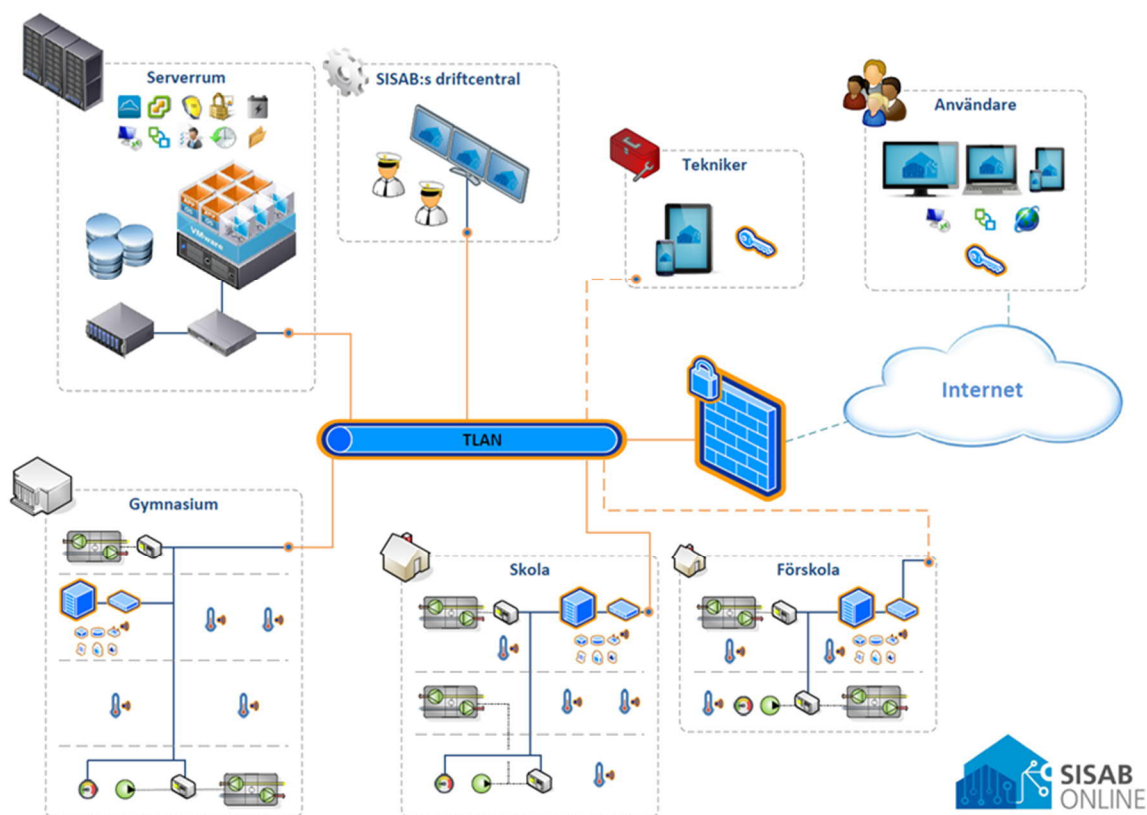 Serverrum
SISAB:s driftcentral
Tekniker
Användare
VMware
Internet
TLAN
Gymnasium
Skola
Förskola
SISAB
ONLINE